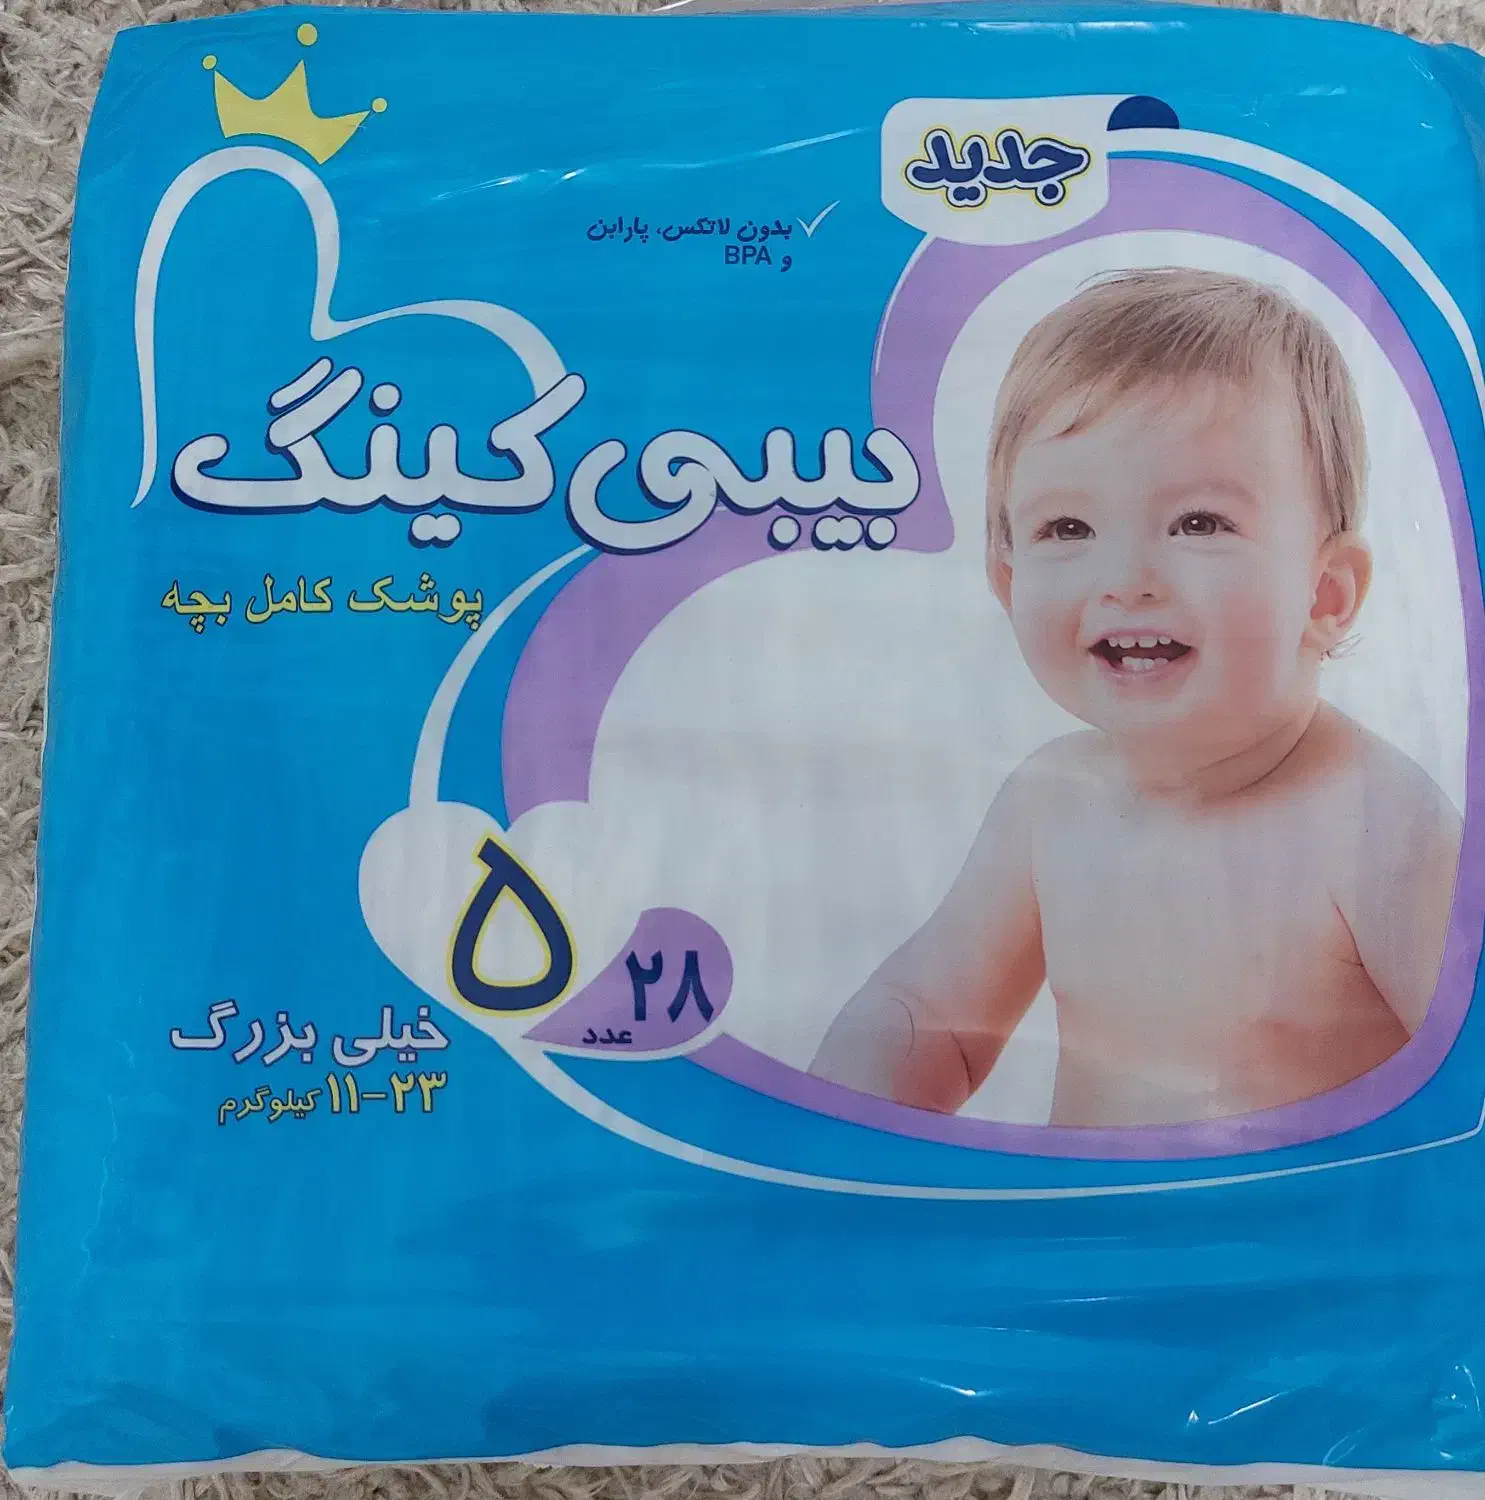 جدید
بدون لاتکس، پارابن
و BPA
بیبی کینگ
پوشک کامل بچه
۵
۲۸
عدد
خیلی بزرگ
۱۱-۲۳ کیلوگرم